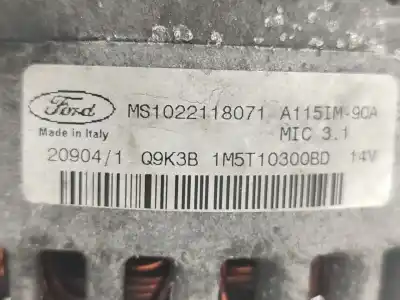 Ford MS1022118071 A115IM-90A
Made in Italy MIC 3.1
20904/1 Q9K3B 1M5T10300BD 14V